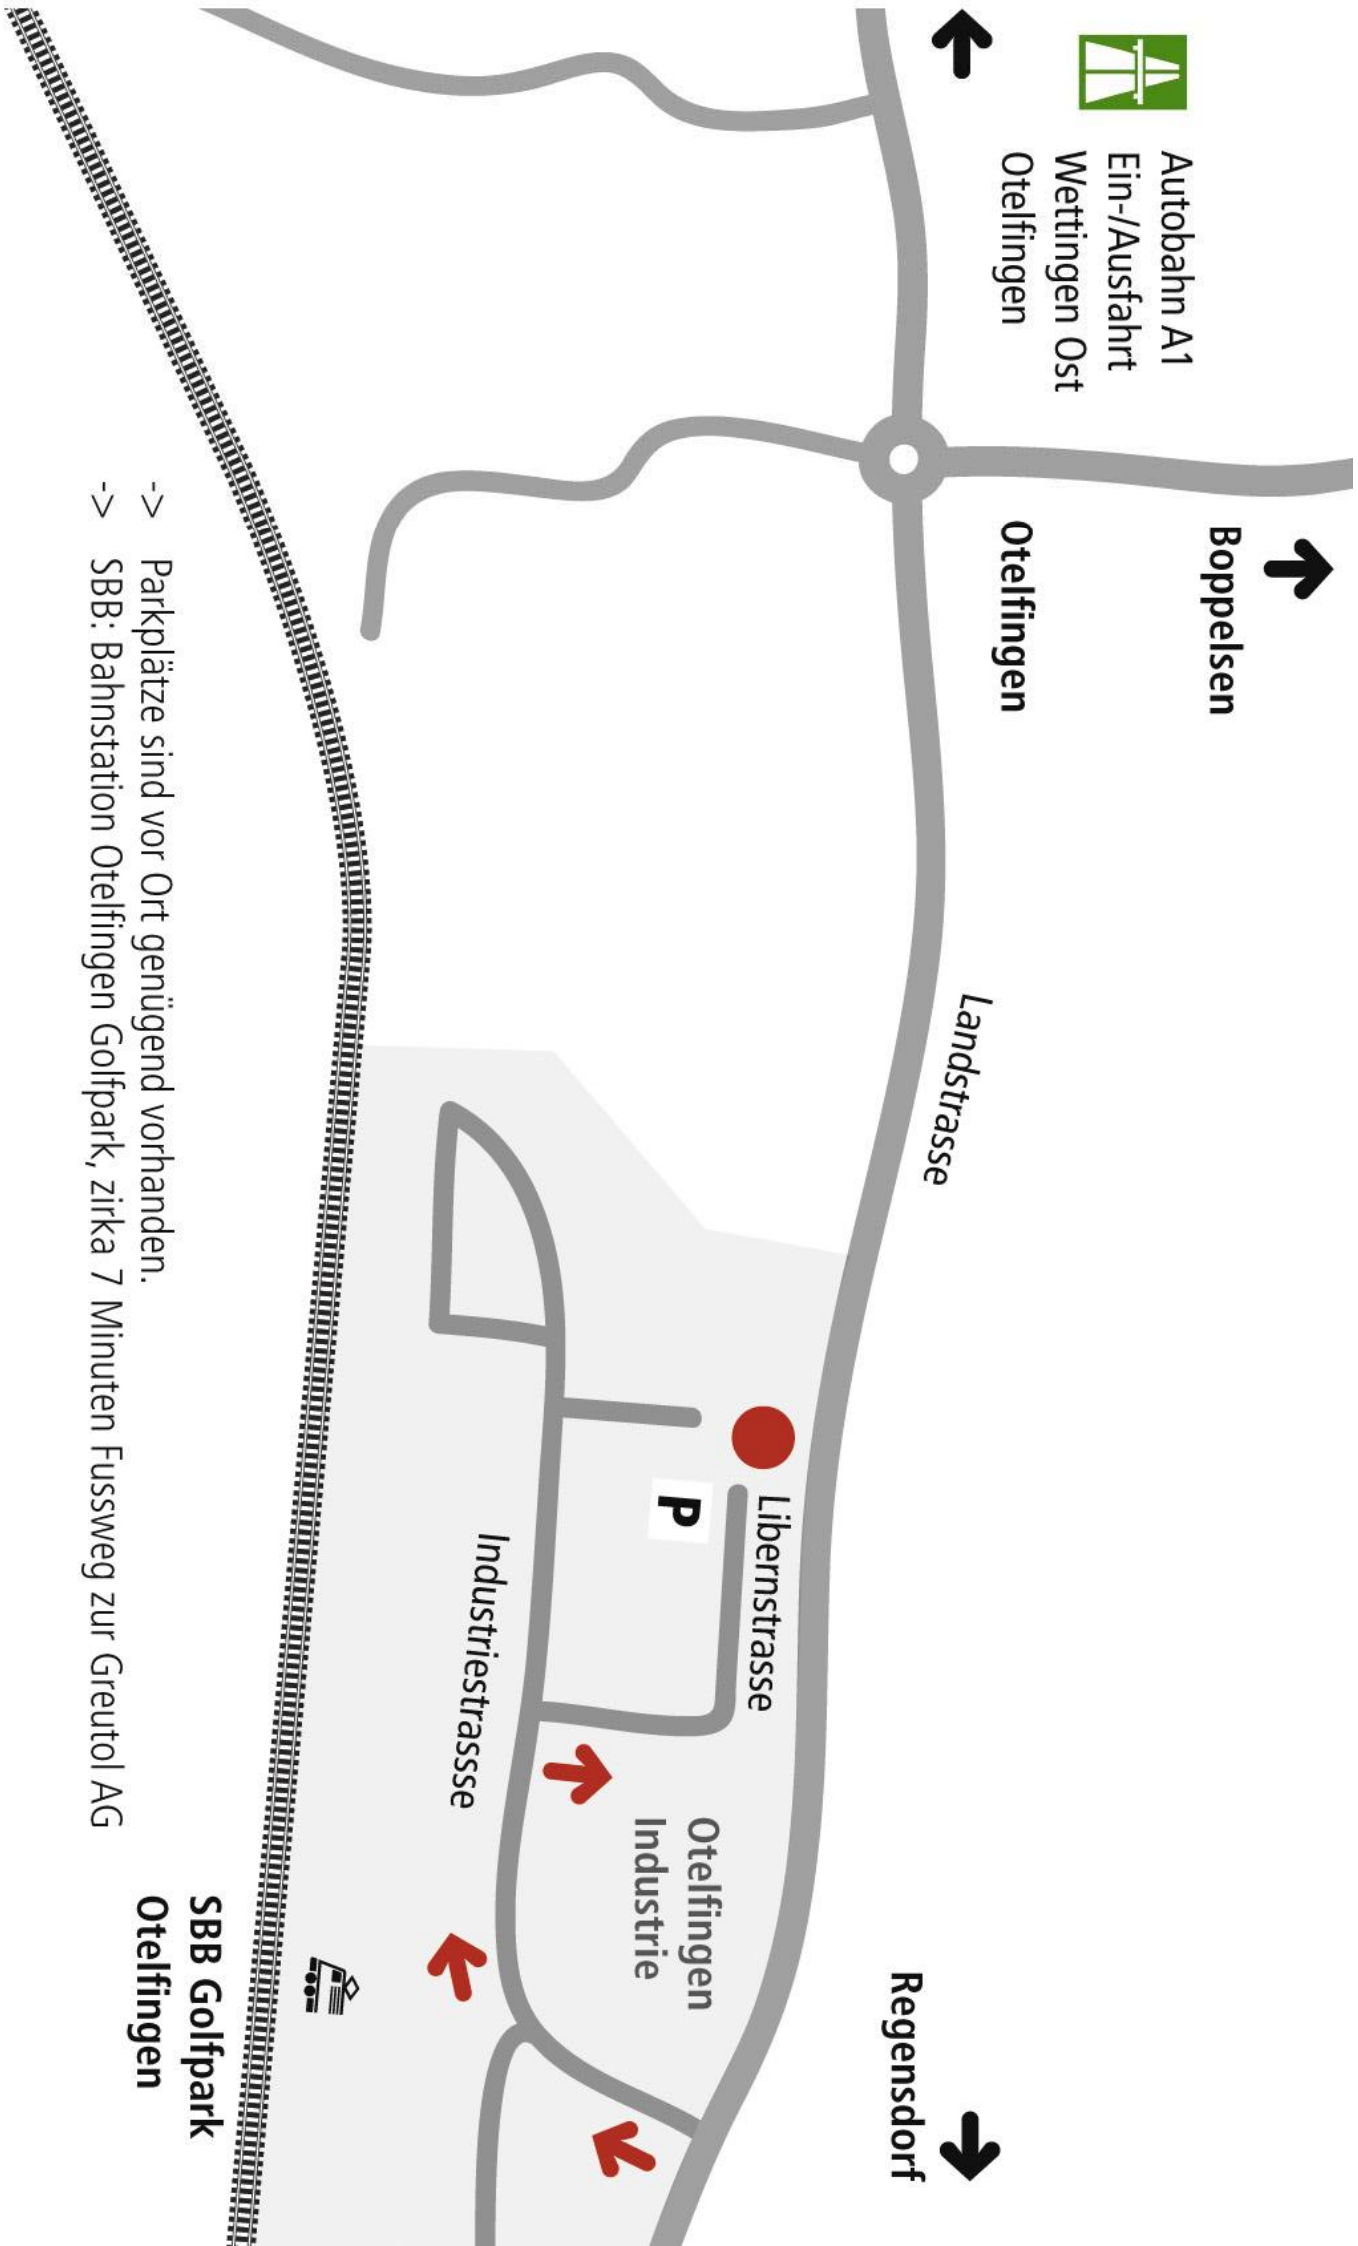 Boppelsen
Autobahn A1
Ein-/Ausfahrt
Wettingen Ost
Otelfingen
Otelfingen
Landstrasse
Regensdorf
Libernstrasse
P
Otelfingen
Industrie
Industriestrassse
SBB Golfpark
Otelfingen
-> Parkplätze sind vor Ort genügend vorhanden.
-> SBB: Bahnstation Otelfingen Golfpark, zirka 7 Minuten Fussweg zur Greutol AG